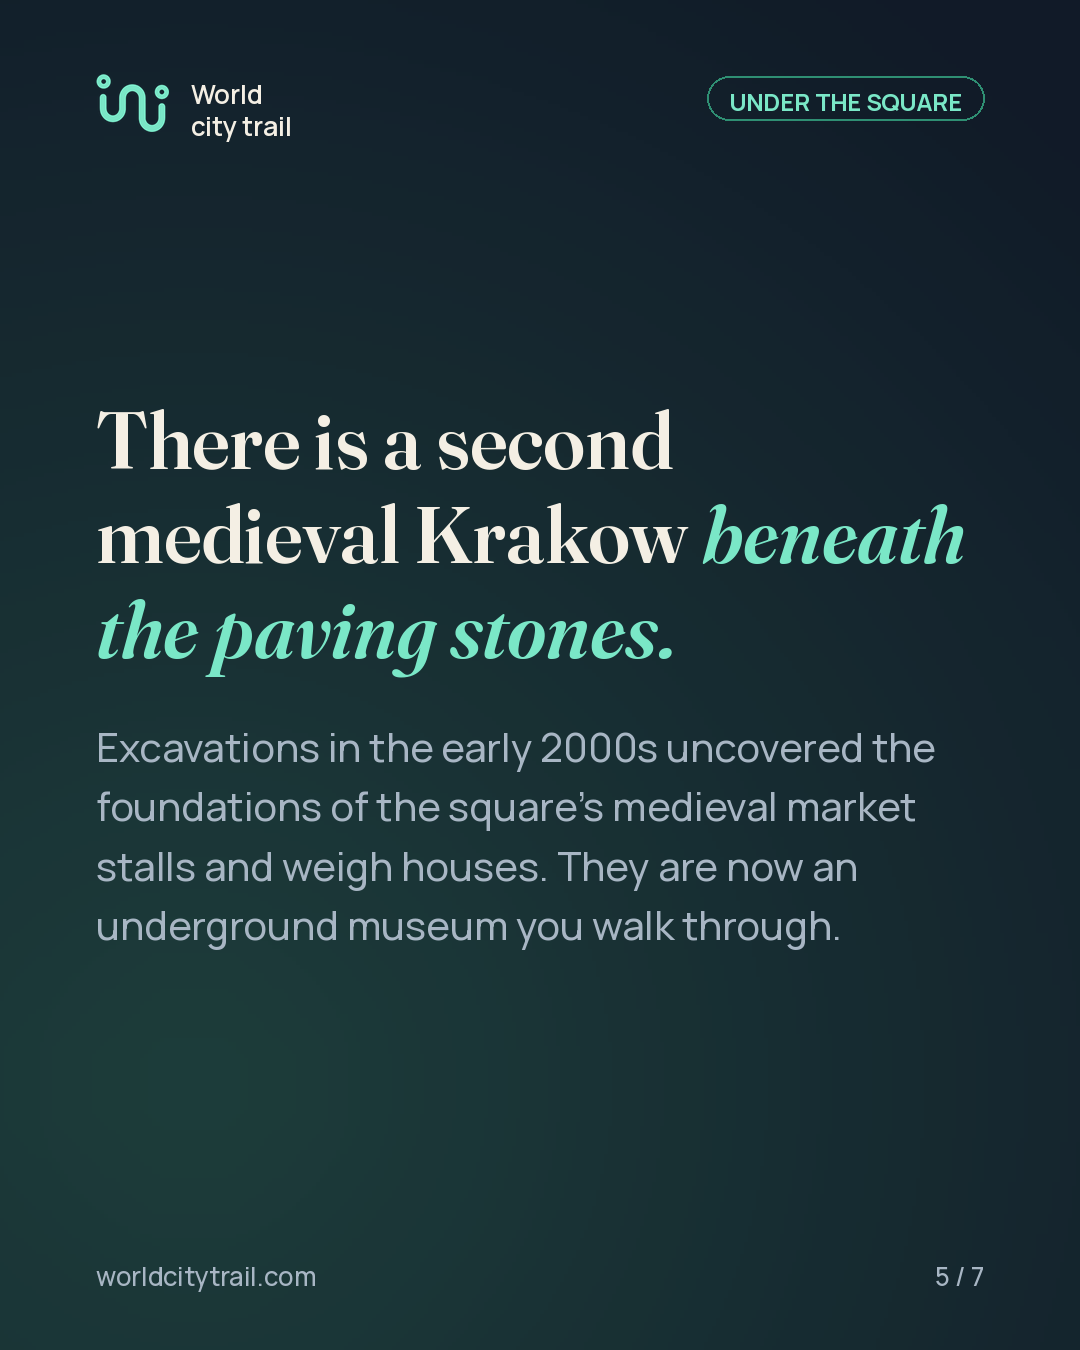 World
city trail
UNDER THE SQUARE
There is a second
medieval Krakow beneath
the paving stones.
Excavations in the early 2000s uncovered the
foundations of the square’s medieval market
stalls and weigh houses. They are now an
underground museum you walk through.
worldcitytrail.com
5 / 7